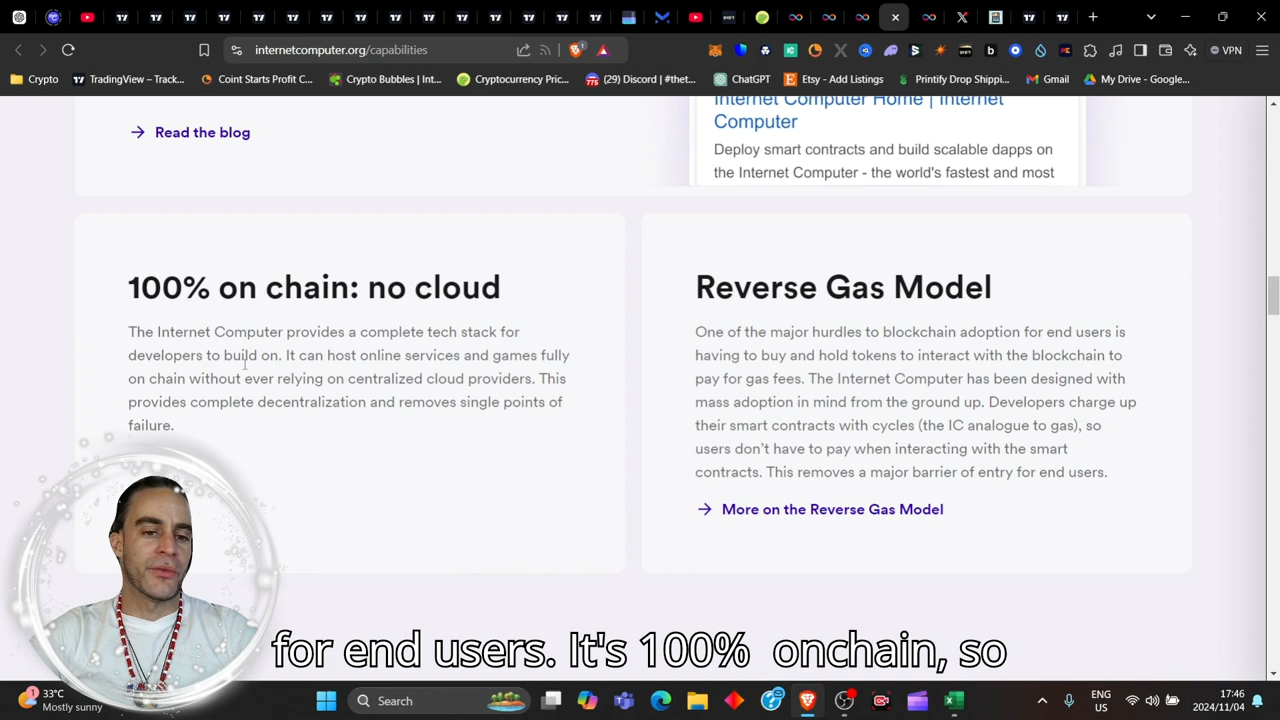 internetcomputer.org/capabilities
VPN
Crypto
TradingView – Track...
Coint Starts Profit C...
Crypto Bubbles | Int...
Cryptocurrency Pric...
(29) Discord | #thet...
ChatGPT
Etsy - Add Listings
Printify Drop Shippi...
Gmail
My Drive - Google...
Read the blog
Internet Computer Home | Internet
Computer
Deploy smart contracts and build scalable dapps on
the Internet Computer - the world's fastest and most
100% on chain: no cloud
The Internet Computer provides a complete tech stack for
developers to build on. It can host online services and games fully
on chain without ever relying on centralized cloud providers. This
provides complete decentralization and removes single points of
failure.
Reverse Gas Model
One of the major hurdles to blockchain adoption for end users is
having to buy and hold tokens to interact with the blockchain to
pay for gas fees. The Internet Computer has been designed with
mass adoption in mind from the ground up. Developers charge up
their smart contracts with cycles (the IC analogue to gas), so
users don't have to pay when interacting with the smart
contracts. This removes a major barrier of entry for end users.
More on the Reverse Gas Model
for end users. It's 100% onchain, so
33°C
Mostly sunny
Search
ENG
US
17:46
2024/11/04